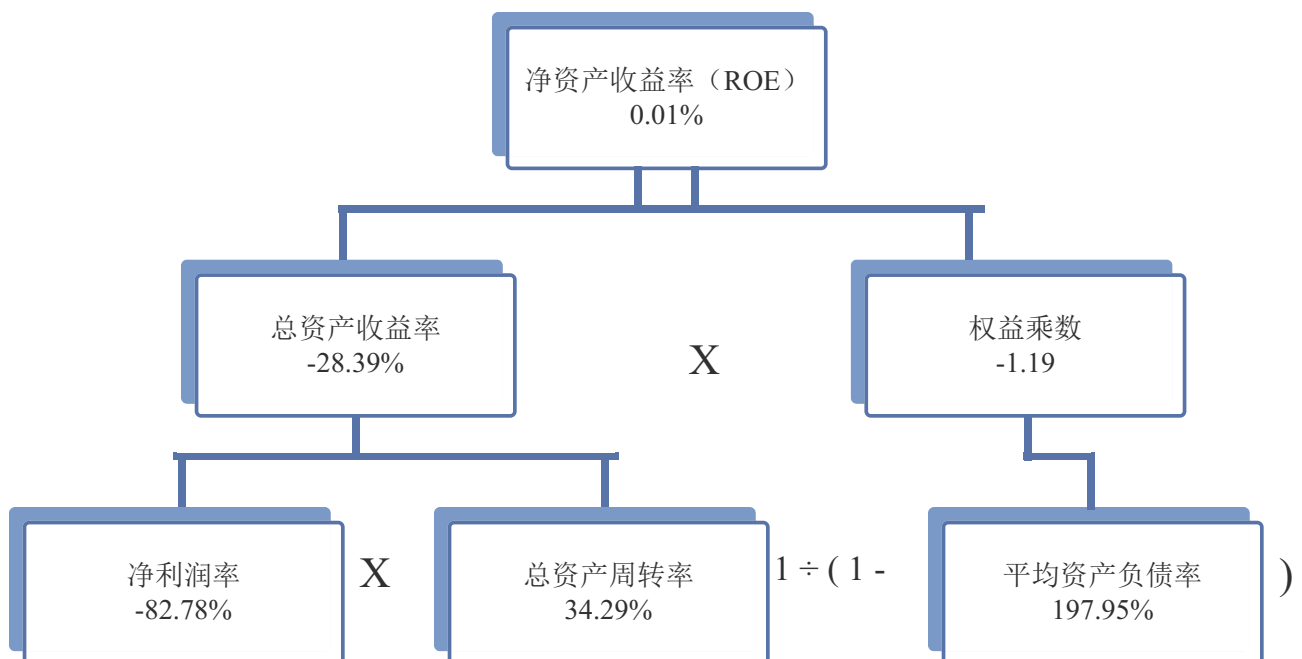 净资产收益率（ROE）
0.01%
总资产收益率
-28.39%
X
权益乘数
-1.19
净利润率
-82.78%
X
总资产周转率
34.29%
1 ÷ ( 1 -
平均资产负债率
197.95%
)